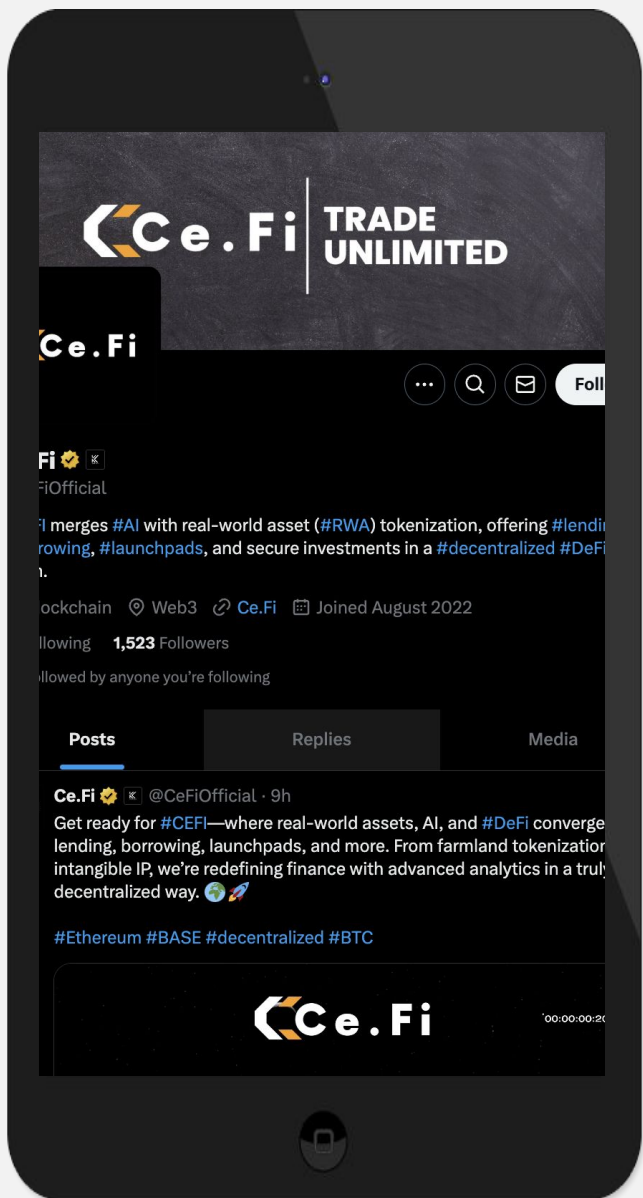 Ce.Fi
TRADE
UNLIMITED
Ce.Fi
Foll
Fi
FiOfficial
FI merges #AI with real-world asset (#RWA) tokenization, offering #lendin
rowing, #launchpads, and secure investments in a #decentralized #DeFi
n.
ockchain Web3 Ce.Fi Joined August 2022
llowing 1,523 Followers
llowed by anyone you're following
Posts Replies Media
Ce.Fi @CeFiOfficial · 9h
Get ready for #CEFI—where real-world assets, AI, and #DeFi converge
lending, borrowing, launchpads, and more. From farmland tokenization
intangible IP, we're redefining finance with advanced analytics in a truly
decentralized way. 🌍🚀
#Ethereum #BASE #decentralized #BTC
Ce.Fi
00:00:00:20